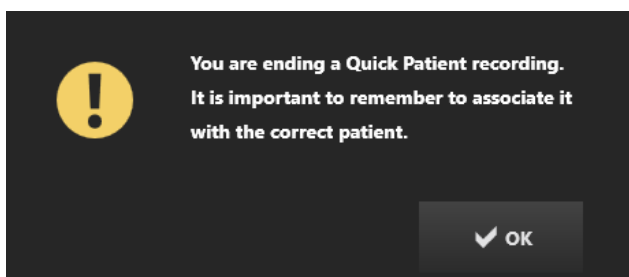 You are ending a Quick Patient recording.
It is important to remember to associate it
with the correct patient.
OK